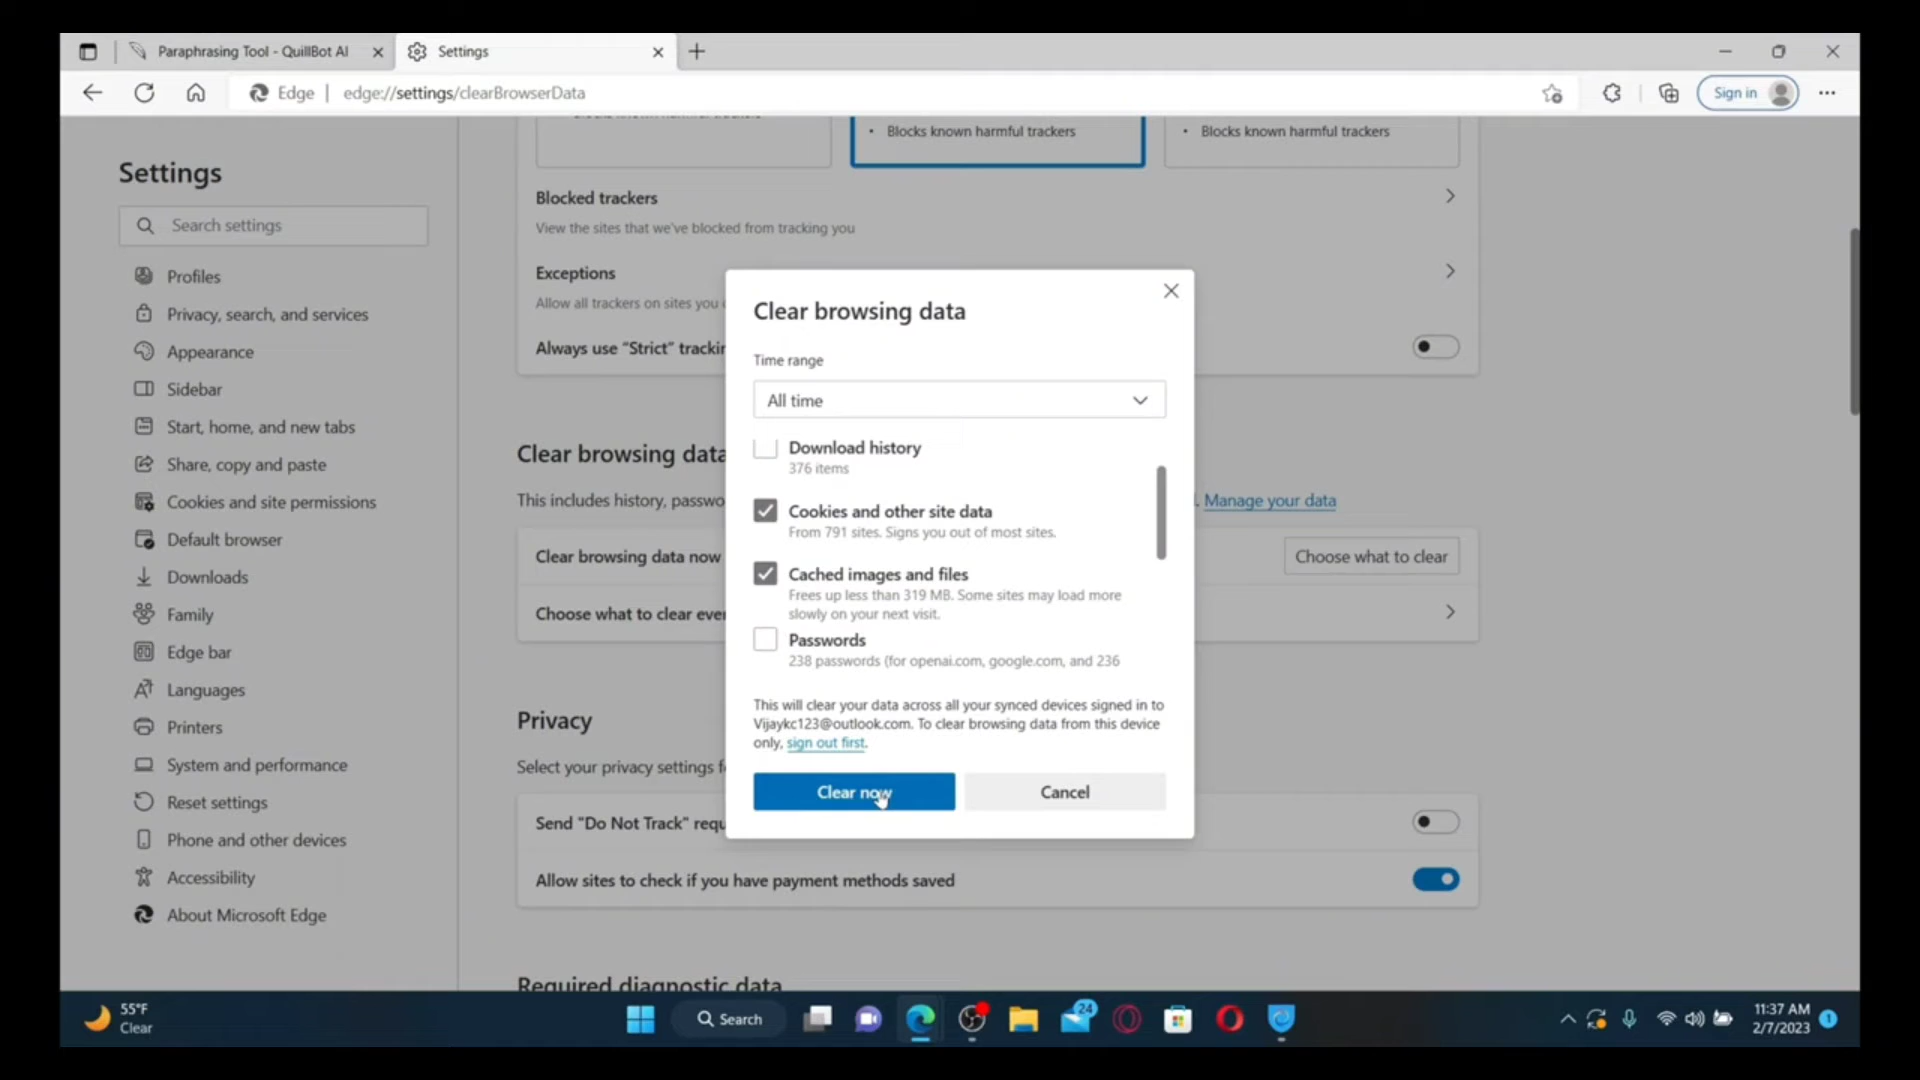 Paraphrasing Tool - QuillBot AI
Settings
Edge
edge://settings/clearBrowserData
Sign in
Settings
Search settings
Profiles
Privacy, search, and services
Appearance
Sidebar
Start, home, and new tabs
Share, copy and paste
Cookies and site permissions
Default browser
Downloads
Family
Edge bar
Languages
Printers
System and performance
Reset settings
Phone and other devices
Accessibility
About Microsoft Edge
• Blocks known harmful trackers
• Blocks known harmful trackers
Blocked trackers
View the sites that we've blocked from tracking you
Exceptions
Allow all trackers on sites you
Always use "Strict"
Clear browsing data
This includes history,
. Manage your data
Clear browsing data now
Choose what to clear
Choose what to clear
Privacy
Select your privacy settings
Send "Do Not Track"
Allow sites to check if you have payment methods saved
Required diagnostic data
Clear browsing data
Time range
All time
Download history
376 items
Cookies and other site data
From 791 sites. Signs you out of most sites.
Cached images and files
Frees up less than 319 MB. Some sites may load more
slowly on your next visit.
Passwords
238 passwords (for openai.com, google.com, and 236
This will clear your data across all your synced devices signed in to
Vijaykc123@outlook.com. To clear browsing data from this device
only, sign out first.
Clear now
Cancel
55°F
Clear
Search
24
11:37 AM
2/7/2023
1